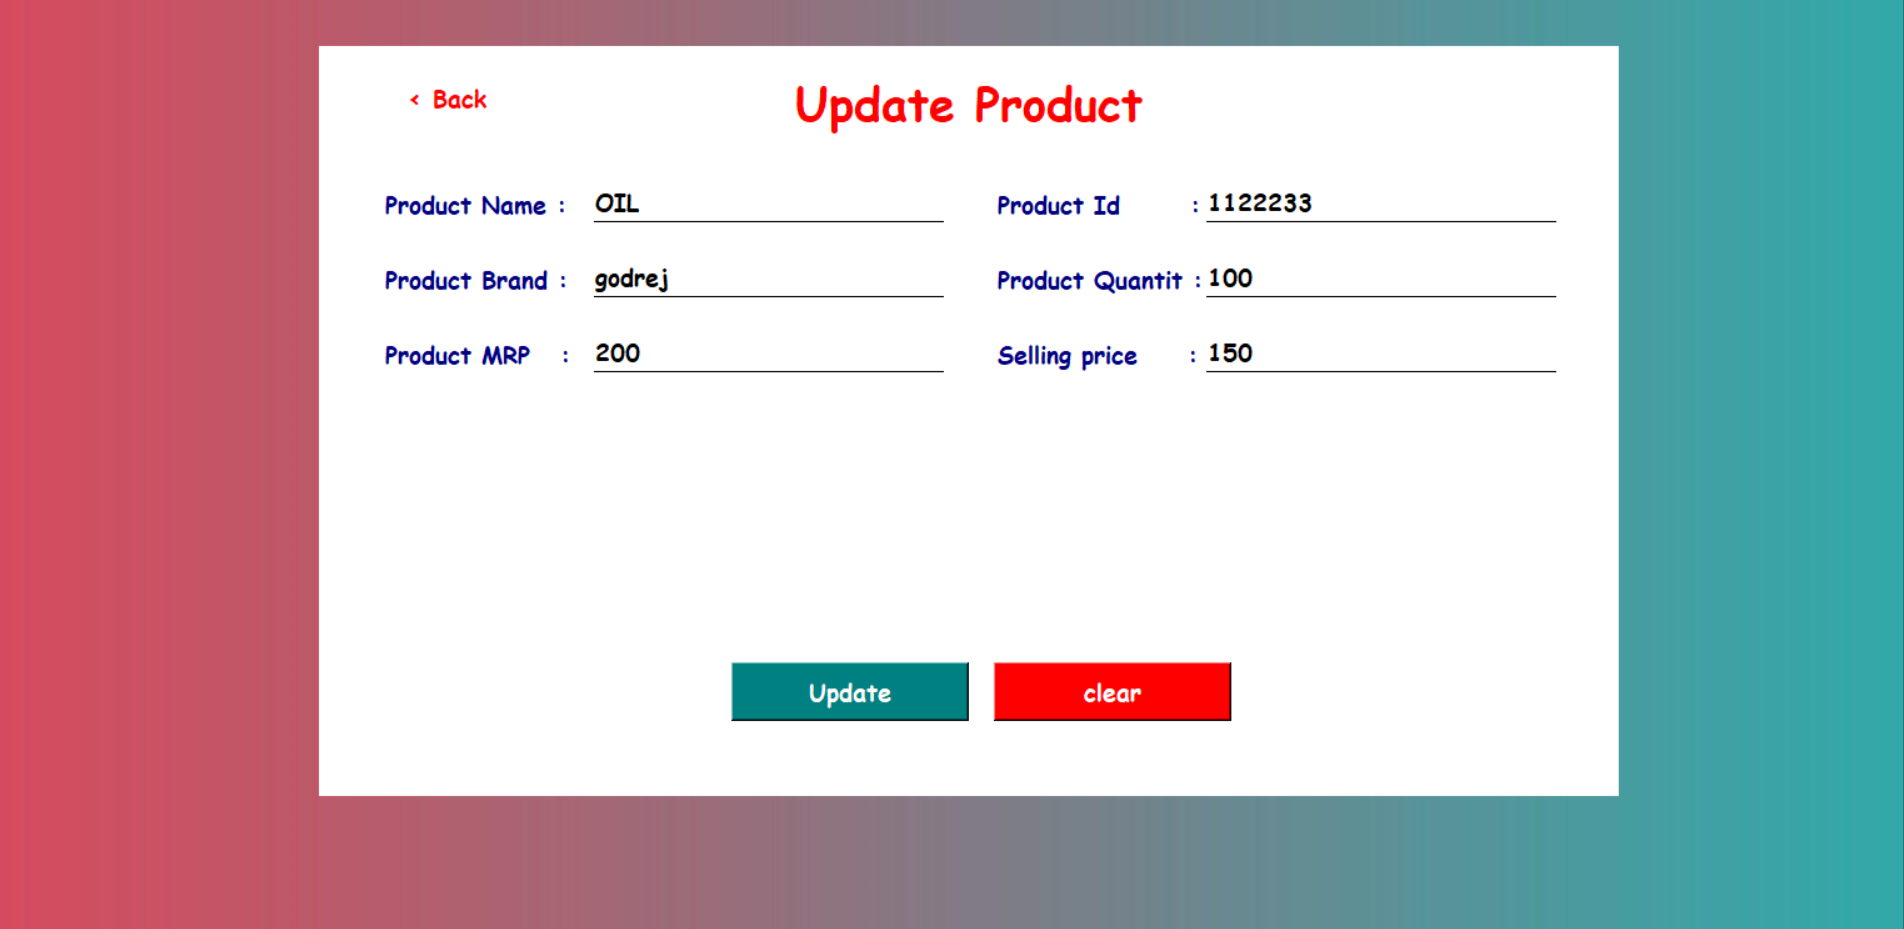 < Back
Update Product
Product Name : OIL Product Id : 1122233
Product Brand : godrej Product Quantit : 100
Product MRP : 200 Selling price : 150
Update clear